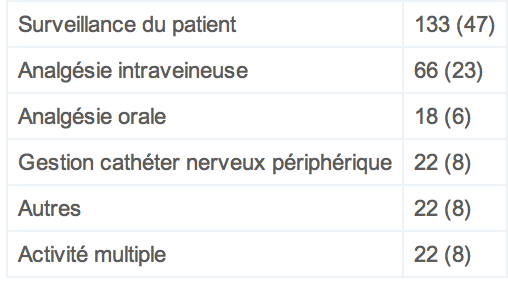 Surveillance du patient 133 (47)
Analgésie intraveineuse 66 (23)
Analgésie orale 18 (6)
Gestion cathéter nerveux périphérique 22 (8)
Autres 22 (8)
Activité multiple 22 (8)